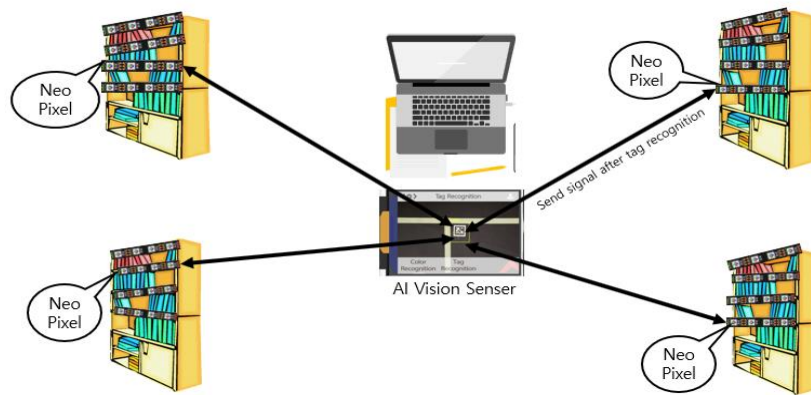 Neo
Pixel
Neo
Pixel
Send signal after tag recognition
Tag Recognition
Color
Recognition
Tag
Recognition
AI Vision Senser
Neo
Pixel
Neo
Pixel